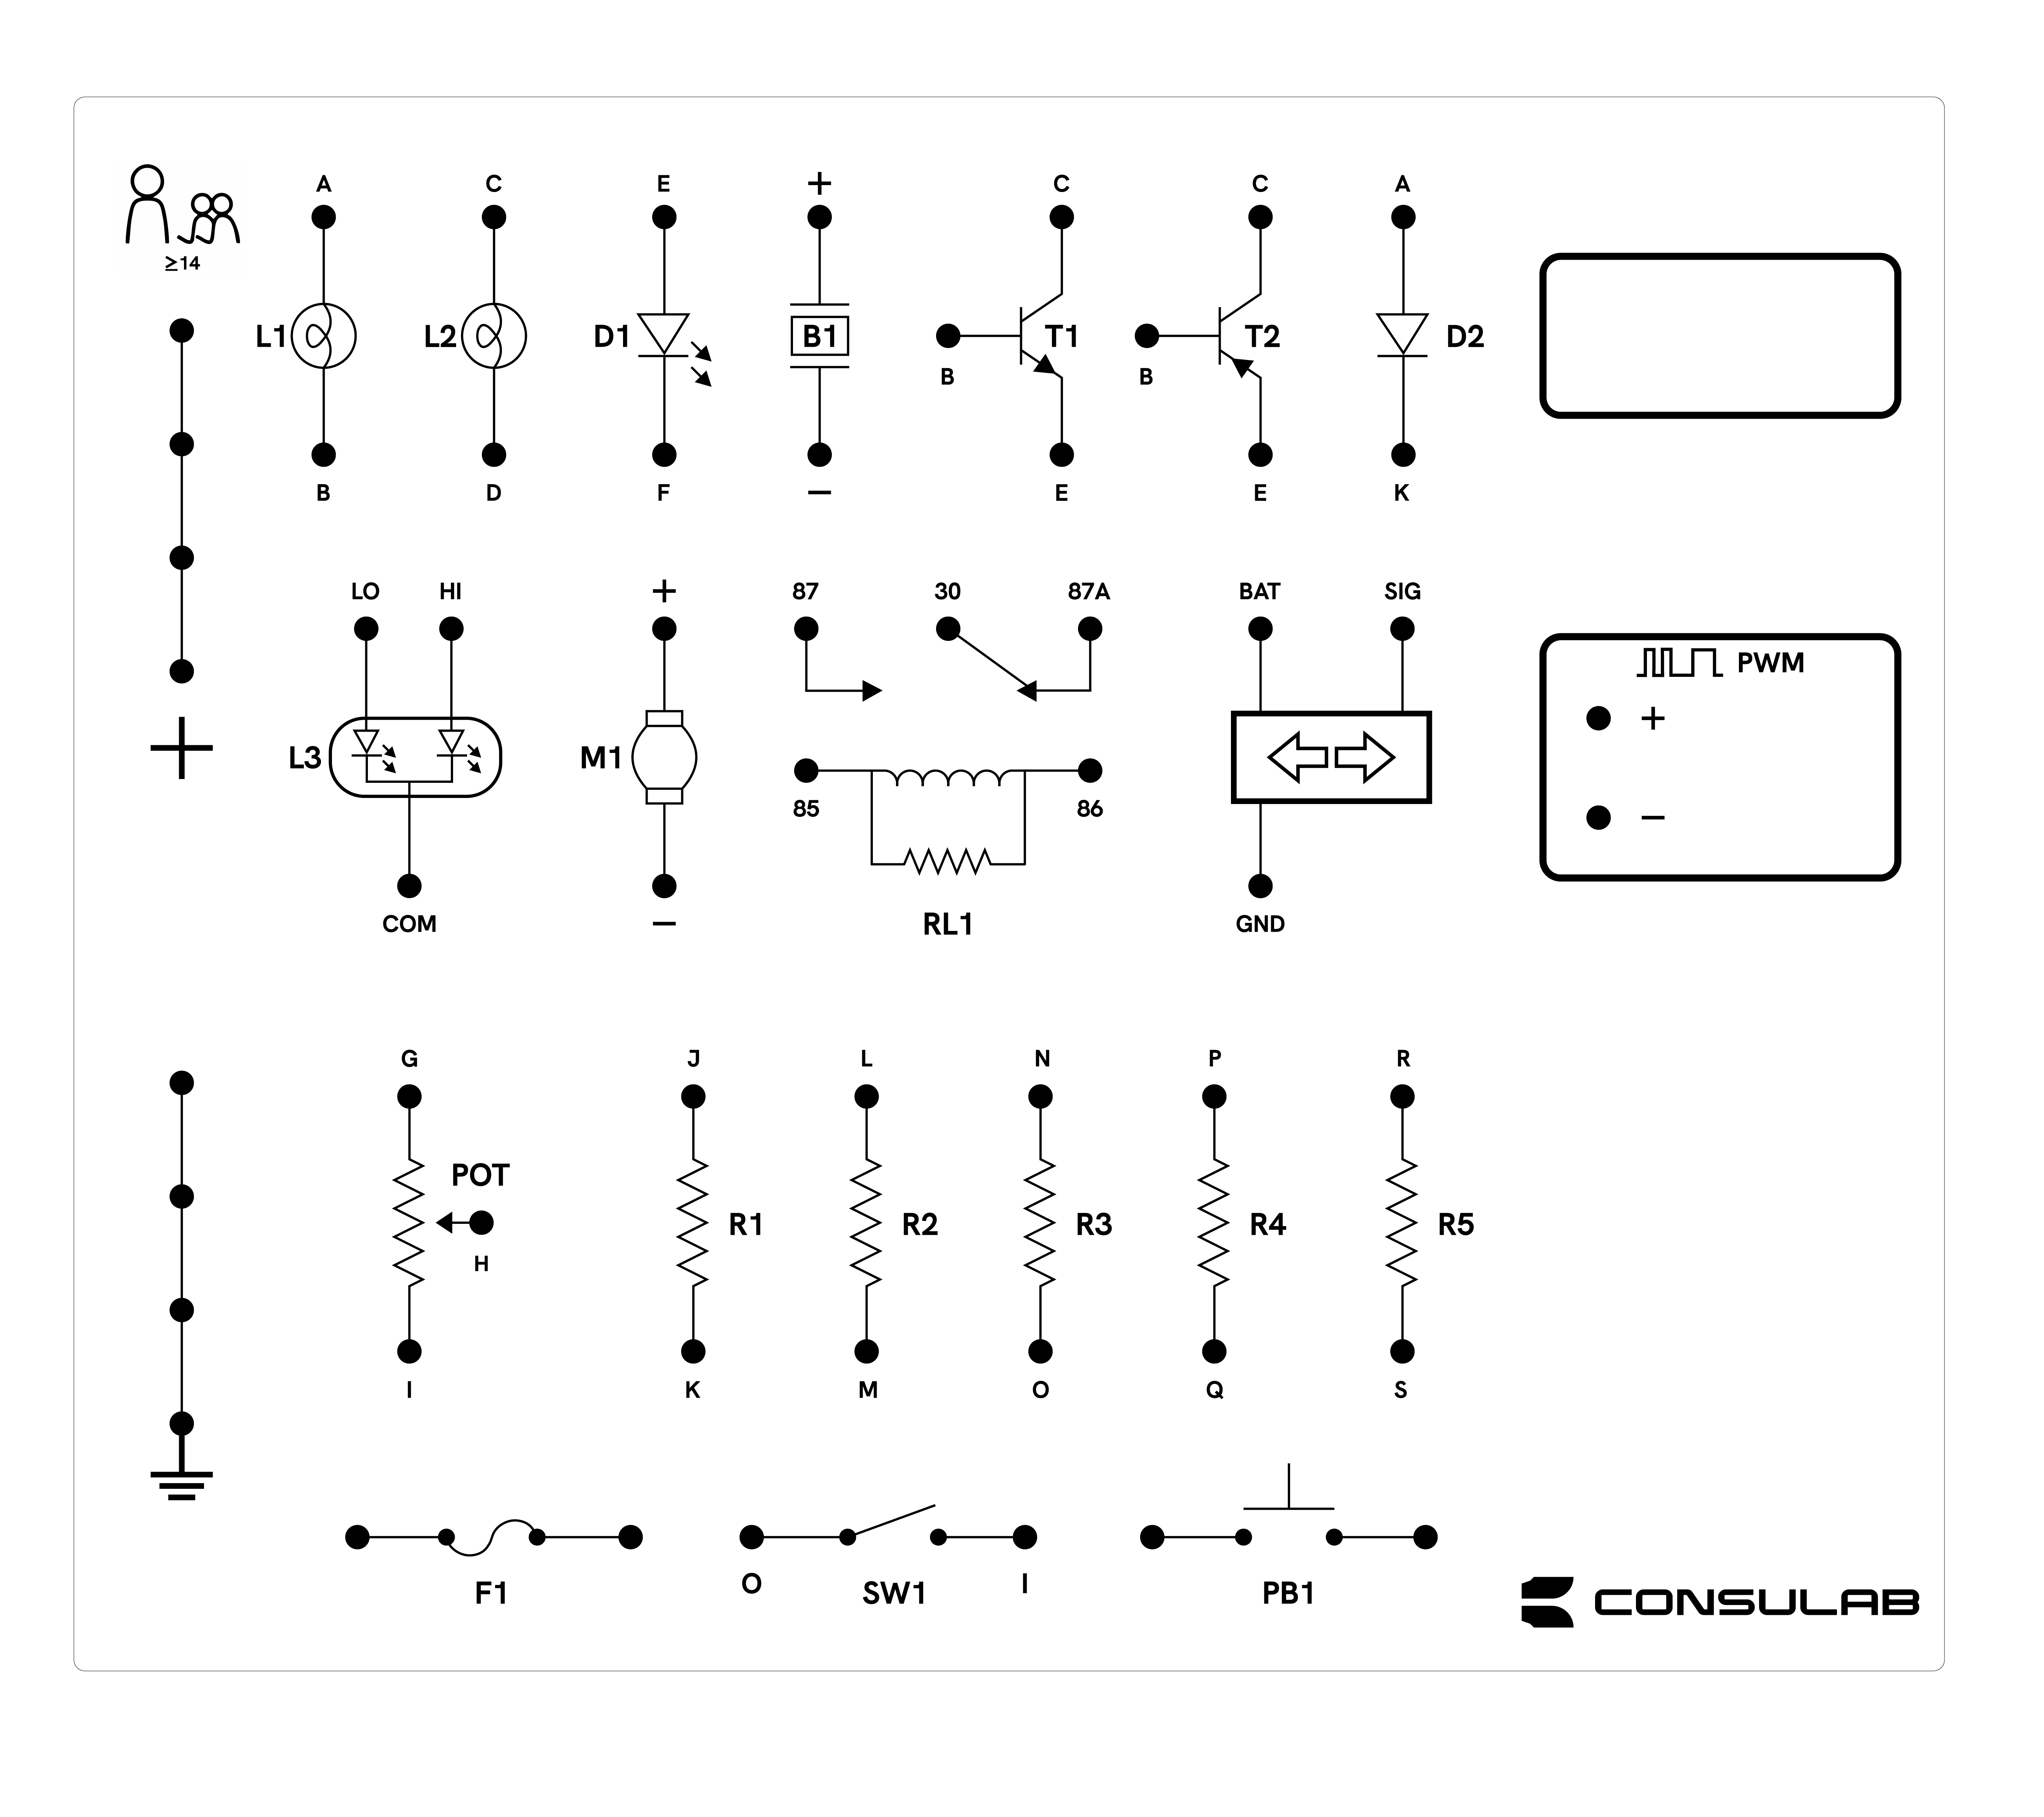 ≥14
A C E + C C A
L1 L2 D1 B1 T1 T2 D2
B B
B D F − E E K
LO HI + 87 30 87A BAT SIG
PWM
+
+
L3 M1
85 86
−
COM − RL1 GND
G J L N P R
POT
R1 R2 R3 R4 R5
H
I K M O Q S
O I
F1 SW1 PB1
CONSULAB